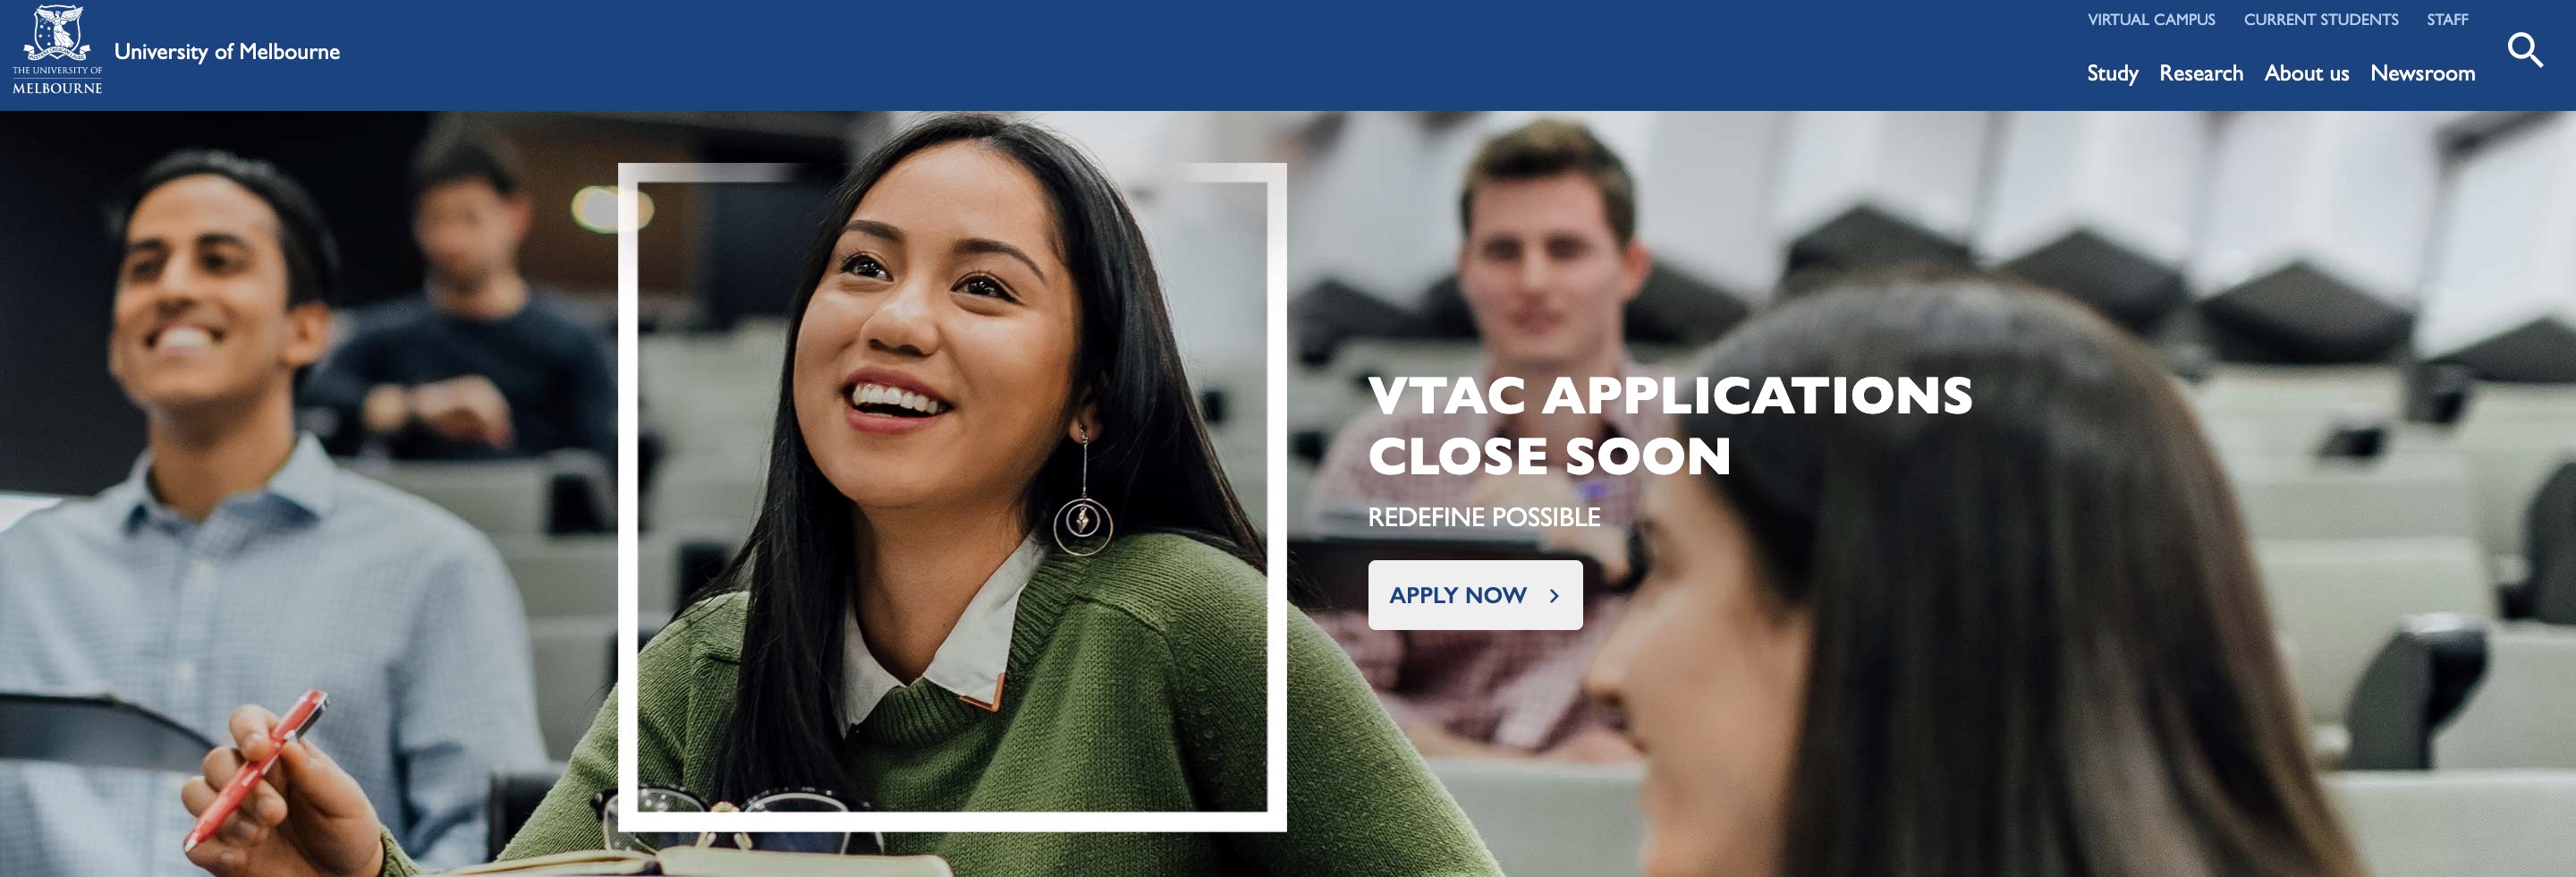 THE UNIVERSITY OF
MELBOURNE
University of Melbourne
VIRTUAL CAMPUS
CURRENT STUDENTS
STAFF
Study
Research
About us
Newsroom
VTAC APPLICATIONS
CLOSE SOON
REDEFINE POSSIBLE
APPLY NOW